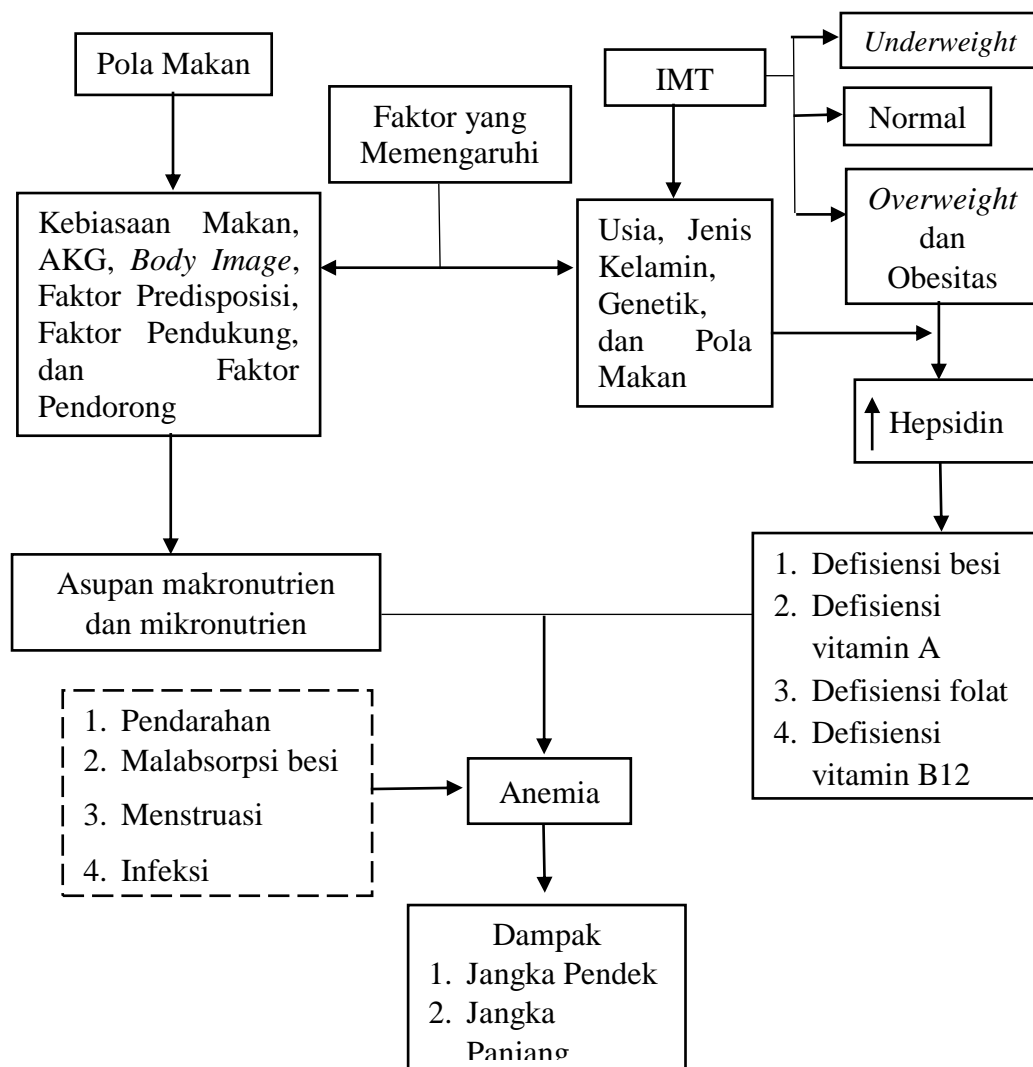 Pola Makan
Faktor yang
Memengaruhi
IMT
Underweight
Normal
Overweight
dan
Obesitas
Kebiasaan Makan,
AKG, Body Image,
Faktor Predisposisi,
Faktor Pendukung,
dan Faktor
Pendorong
Usia, Jenis
Kelamin,
Genetik,
dan Pola
Makan
Hepsidin
Asupan makronutrien
dan mikronutrien
1. Defisiensi besi
2. Defisiensi
vitamin A
3. Defisiensi folat
4. Defisiensi
vitamin B12
1. Pendarahan
2. Malabsorpsi besi
3. Menstruasi
4. Infeksi
Anemia
Dampak
1. Jangka Pendek
2. Jangka
Panjang